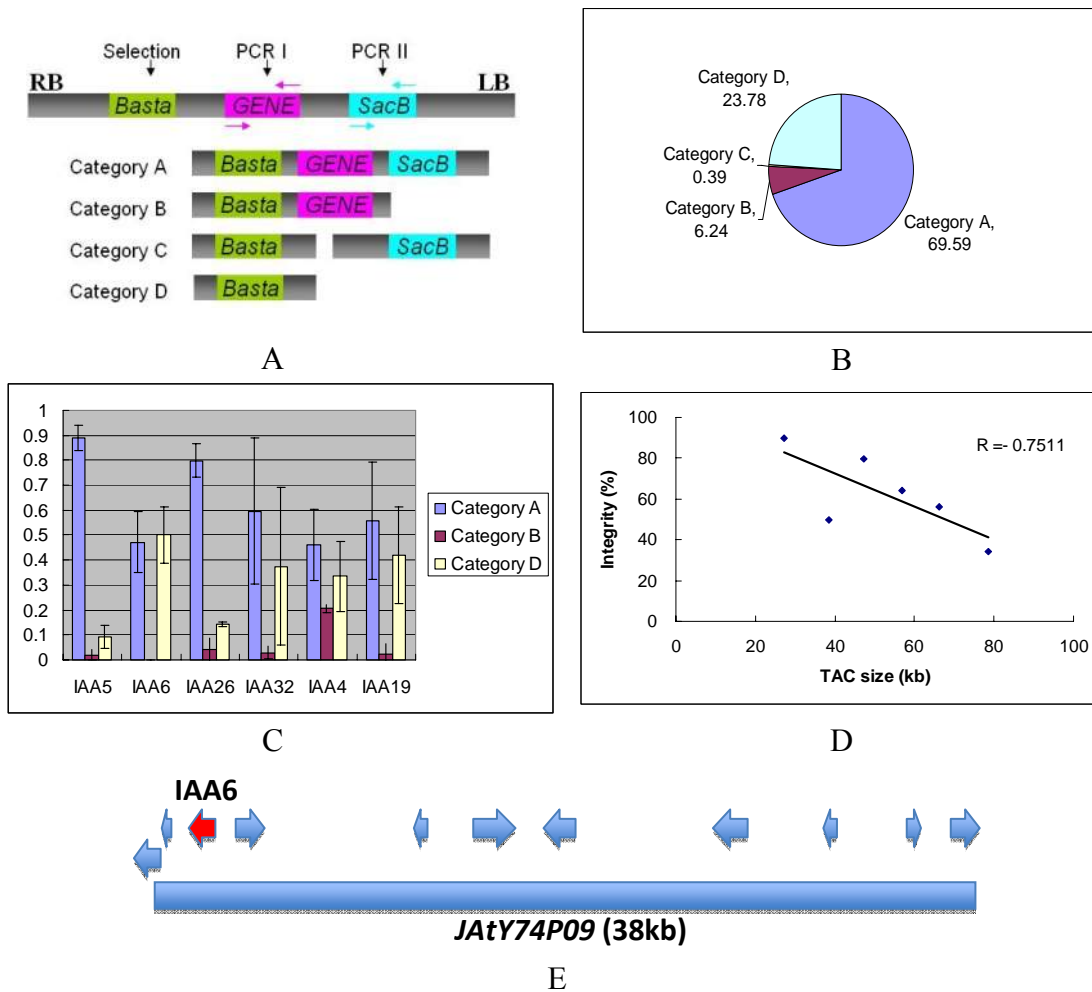 Selection PCR I PCR II
RB LB
Basta GENE SacB
Category A Basta GENE SacB
Category B Basta GENE
Category C Basta SacB
Category D Basta
A
Category D,
23.78
Category C,
0.39
Category B,
6.24
Category A,
69.59
B
1
0.9
0.8
0.7
0.6
0.5
0.4
0.3
0.2
0.1
0
IAA5 IAA6 IAA26 IAA32 IAA4 IAA19
Category A
Category B
Category D
C
100
80
60
40
20
0
Integrity (%)
R =- 0.7511
0 20 40 60 80 100
TAC size (kb)
D
IAA6
JAtY74P09 (38kb)
E